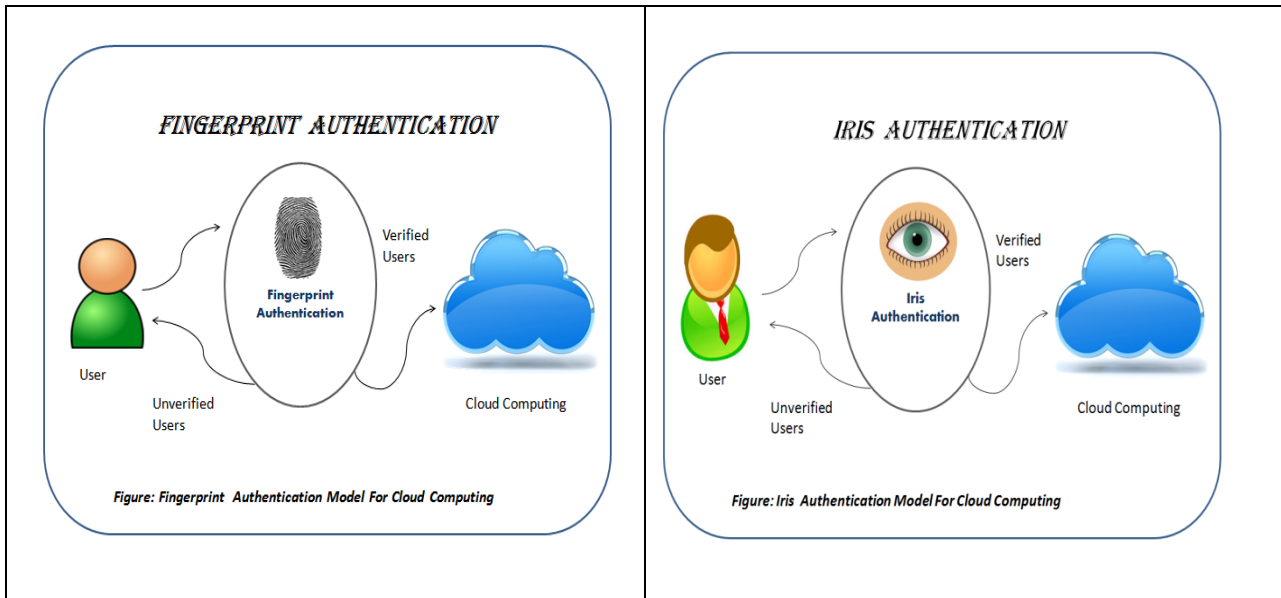 FINGERPRINT AUTHENTICATION
Fingerprint
Authentication
Verified
Users
User
Unverified
Users
Cloud Computing
Figure: Fingerprint Authentication Model For Cloud Computing
IRIS AUTHENTICATION
Iris
Authentication
Verified
Users
User
Unverified
Users
Cloud Computing
Figure: Iris Authentication Model For Cloud Computing